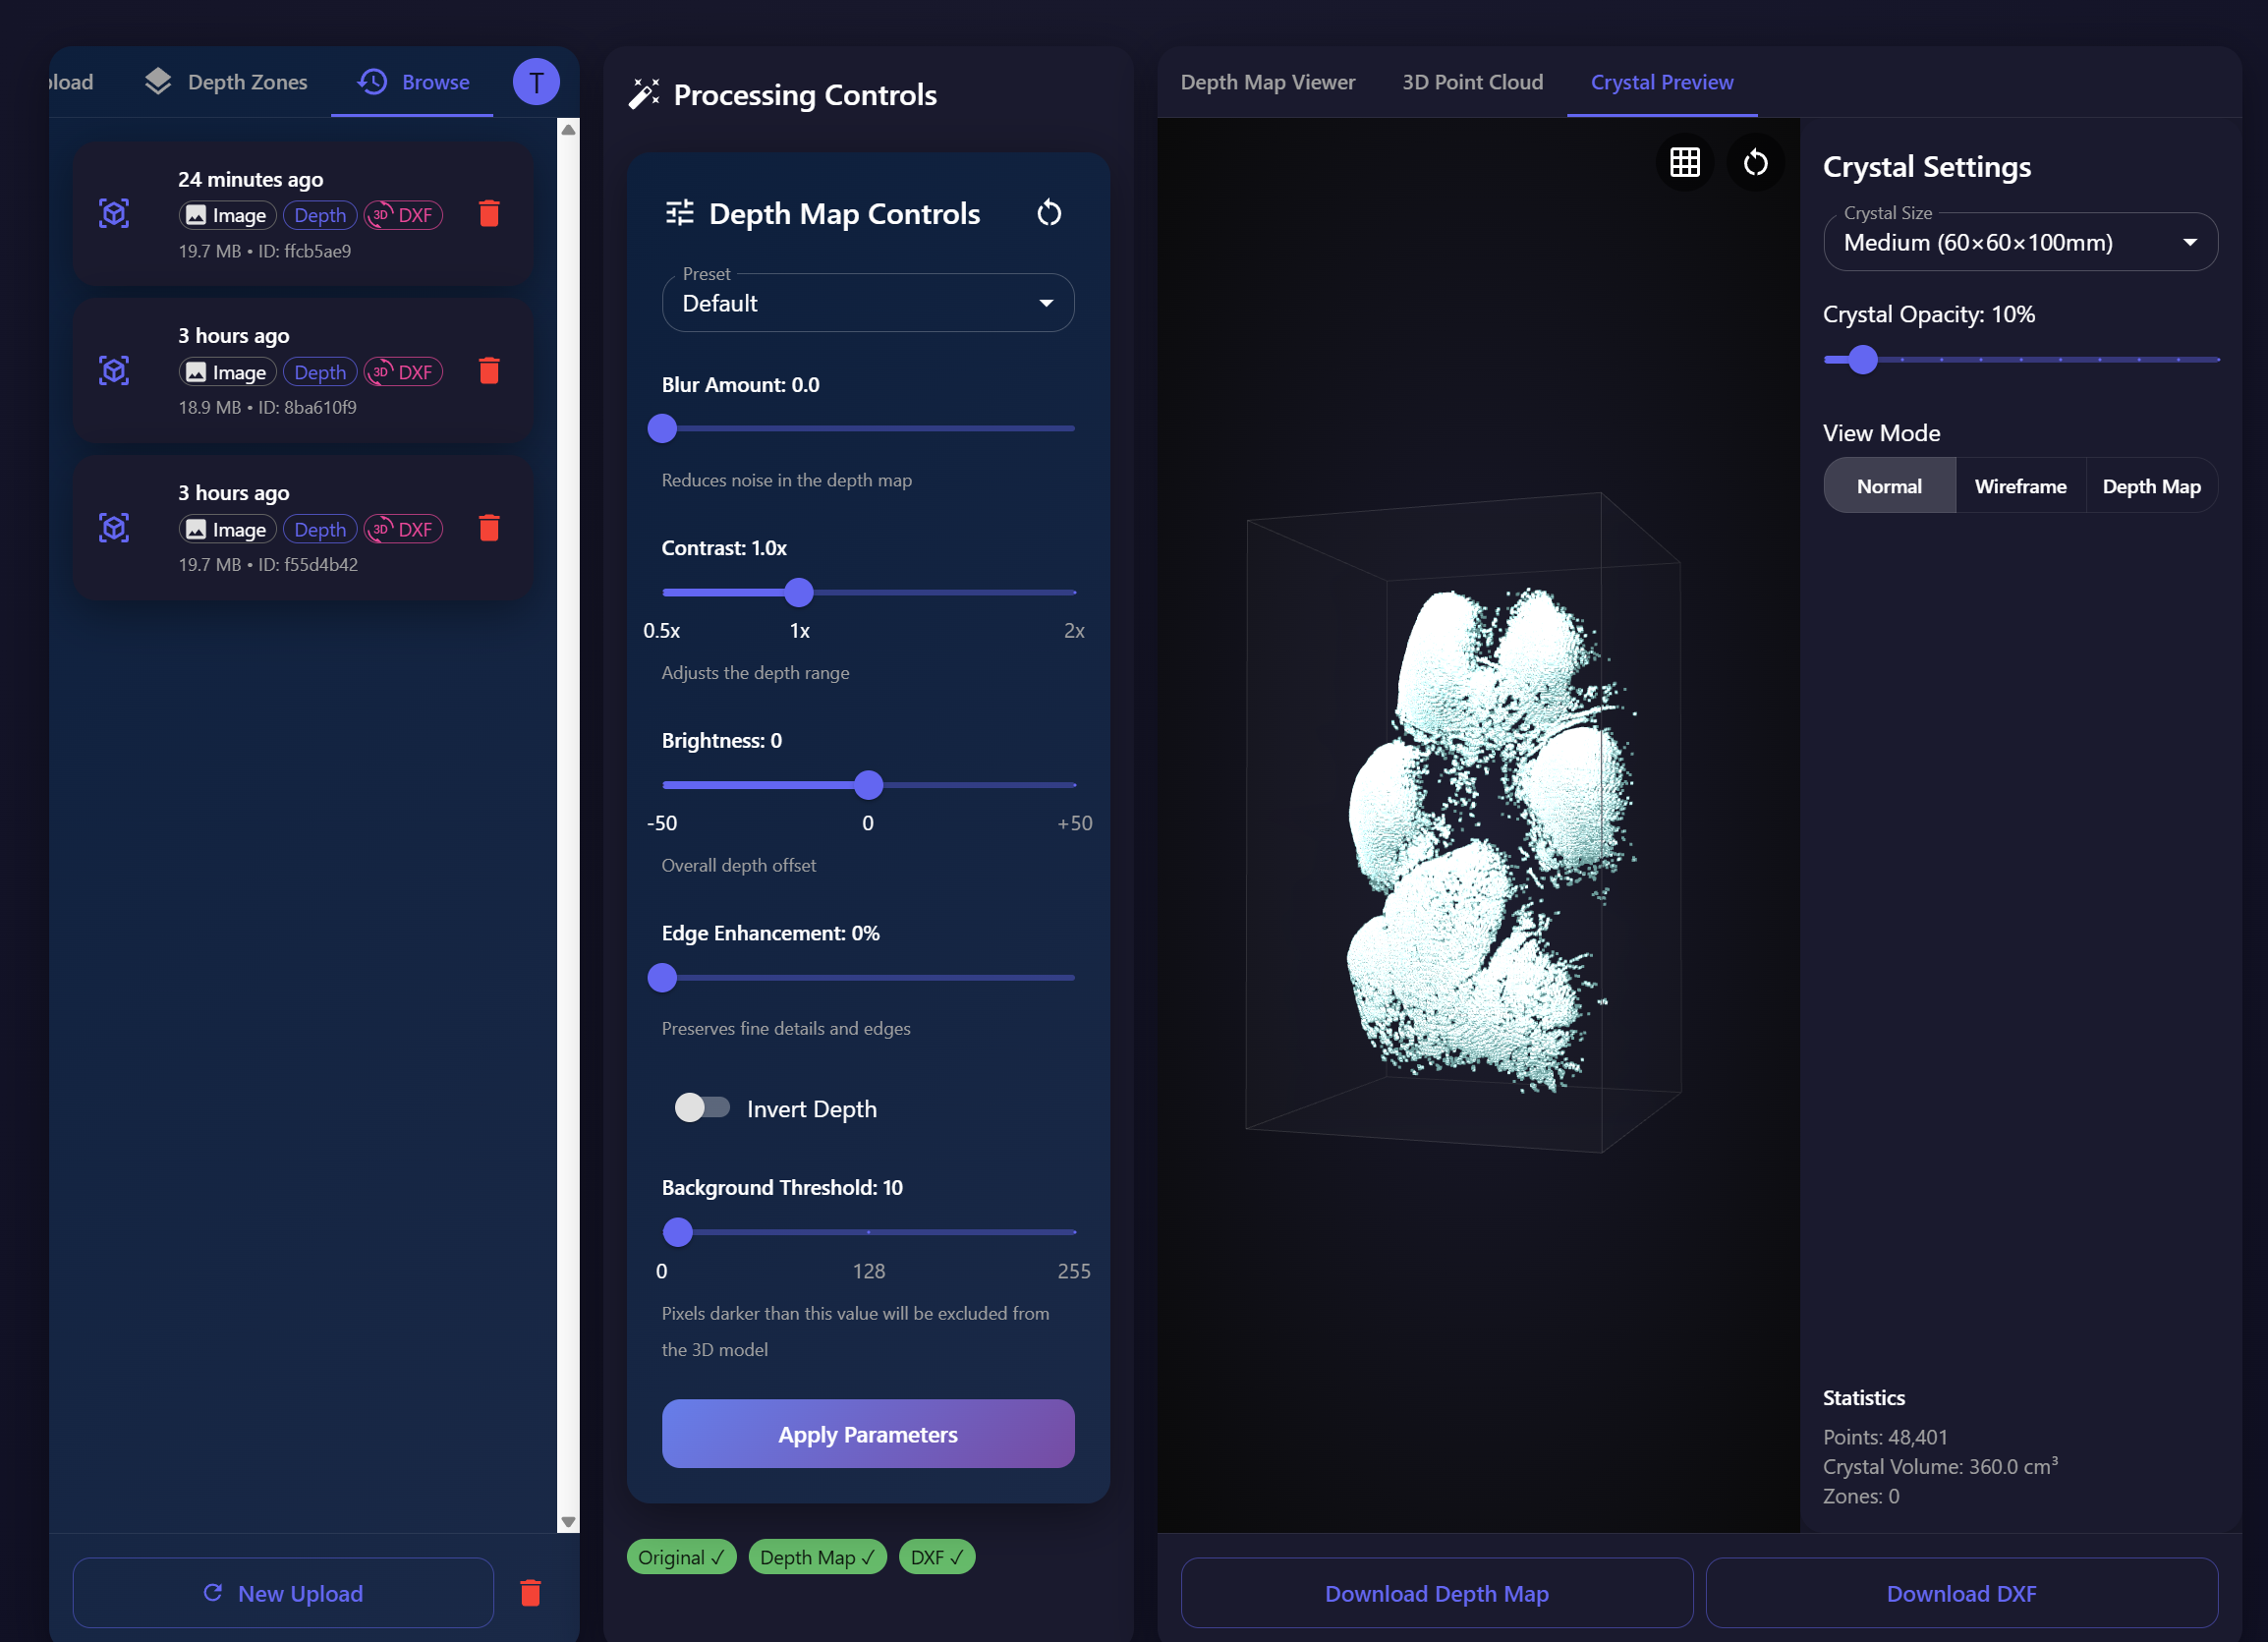 Depth Zones
Browse
T
24 minutes ago
Image Depth 3D DXF
19.7 MB • ID: ffcb5ae9
3 hours ago
Image Depth 3D DXF
18.9 MB • ID: 8ba610f9
3 hours ago
Image Depth 3D DXF
19.7 MB • ID: f55d4b42
New Upload
Processing Controls
Depth Map Controls
Preset
Default
Blur Amount: 0.0
Reduces noise in the depth map
Contrast: 1.0x
0.5x 1x 2x
Adjusts the depth range
Brightness: 0
-50 0 +50
Overall depth offset
Edge Enhancement: 0%
Preserves fine details and edges
Invert Depth
Background Threshold: 10
0 128 255
Pixels darker than this value will be excluded from
the 3D model
Apply Parameters
Original ✓ Depth Map ✓ DXF ✓
Depth Map Viewer 3D Point Cloud Crystal Preview
Crystal Settings
Crystal Size
Medium (60×60×100mm)
Crystal Opacity: 10%
View Mode
Normal Wireframe Depth Map
Statistics
Points: 48,401
Crystal Volume: 360.0 cm³
Zones: 0
Download Depth Map Download DXF